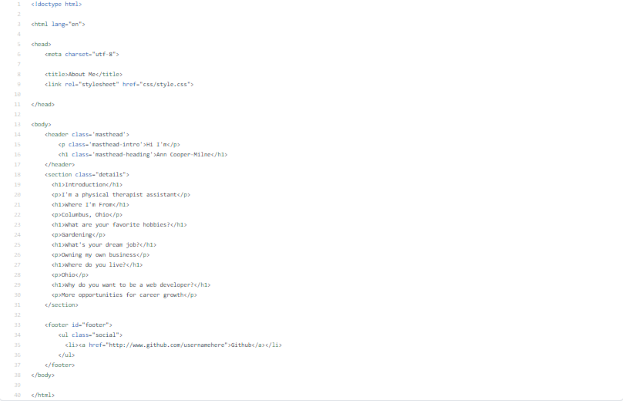 1 <!doctype html>
2
3 <html lang="en">
4
5 <head>
6 <meta charset="utf-8">
7
8 <title>About Me</title>
9 <link rel="stylesheet" href="css/style.css">
10
11 </head>
12
13 <body>
14 <header class='masthead'>
15 <p class='masthead-intro'>Hi I'm</p>
16 <h1 class='masthead-heading'>Ann Cooper-Milne</h1>
17 </header>
18 <section class="details">
19 <h1>Introduction</h1>
20 <p>I'm a physical therapist assistant</p>
21 <h1>Where I'm From</h1>
22 <p>Columbus, Ohio</p>
23 <h1>What are your favorite hobbies?</h1>
24 <p>Gardening</p>
25 <h1>What's your dream job?</h1>
26 <p>Owning my own business</p>
27 <h1>Where do you live?</h1>
28 <p>Ohio</p>
29 <h1>Why do you want to be a web developer?</h1>
30 <p>More opportunities for career growth</p>
31 </section>
32
33 <footer id="footer">
34 <ul class="social">
35 <li><a href="http://www.github.com/usernamehere">Github</a></li>
36 </ul>
37 </footer>
38 </body>
39
40 </html>